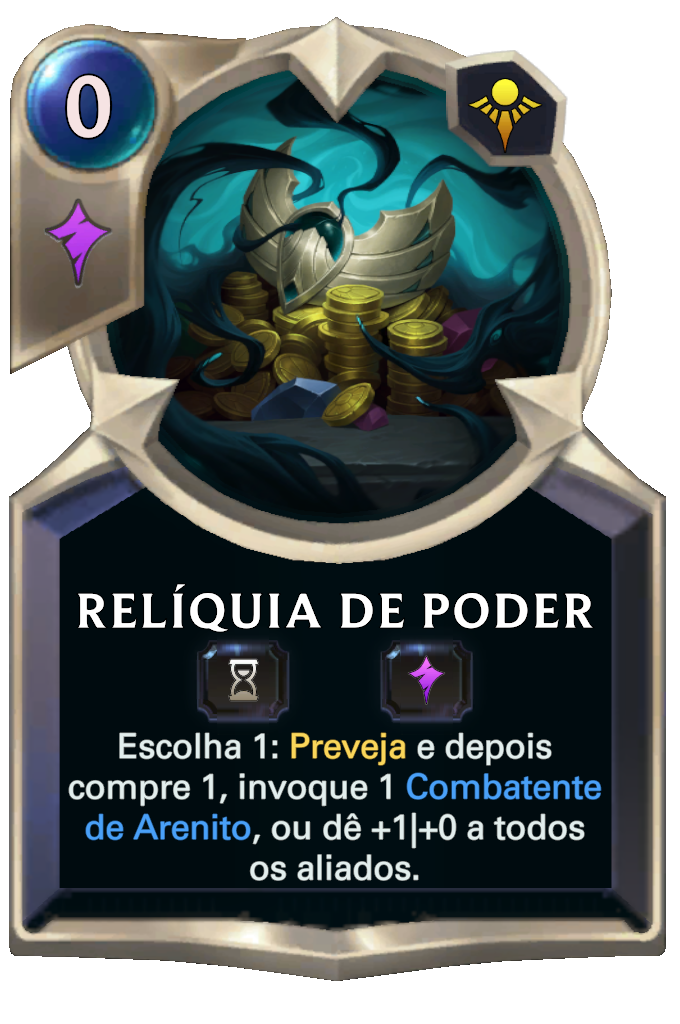 0
RELÍQUIA DE PODER
Escolha 1: Preveja e depois
compre 1, invoque 1 Combatente
de Arenito, ou dê +1|+0 a todos
os aliados.